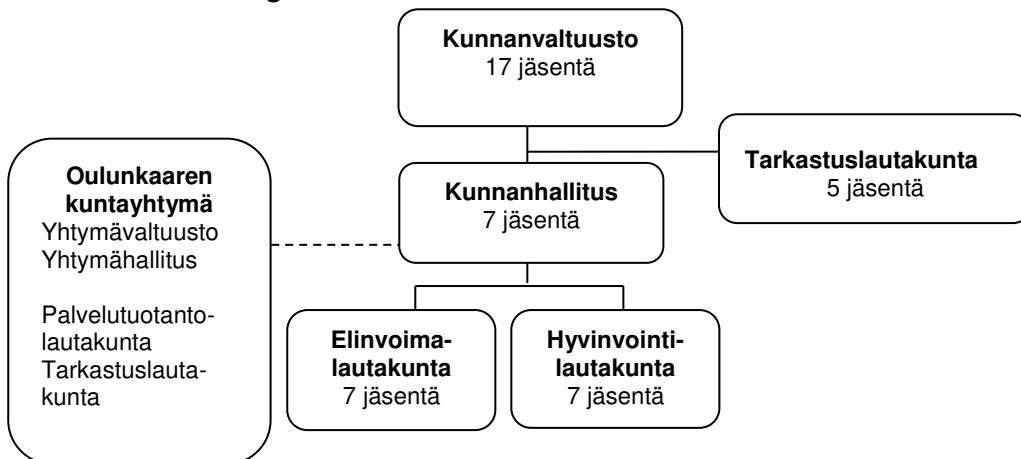 Kunnanvaltuusto
17 jäsentä
Tarkastuslautakunta
5 jäsentä
Oulunkaaren
kuntayhtymä
Yhtymävaltuusto
Yhtymähallitus
Palvelutuotanto-
lautakunta
Tarkastuslauta-
kunta
Kunnanhallitus
7 jäsentä
Elinvoima-
lautakunta
7 jäsentä
Hyvinvointi-
lautakunta
7 jäsentä